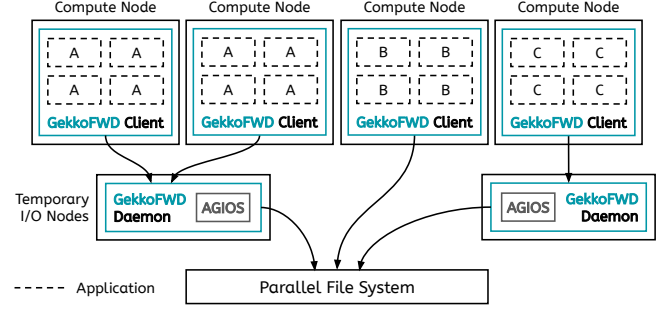 Compute Node Compute Node Compute Node Compute Node
A A A A B B C C
A A A A B B C C
GekkoFWD Client GekkoFWD Client GekkoFWD Client GekkoFWD Client
Temporary
I/O Nodes
GekkoFWD
Daemon
AGIOS
AGIOS
GekkoFWD
Daemon
Application
Parallel File System